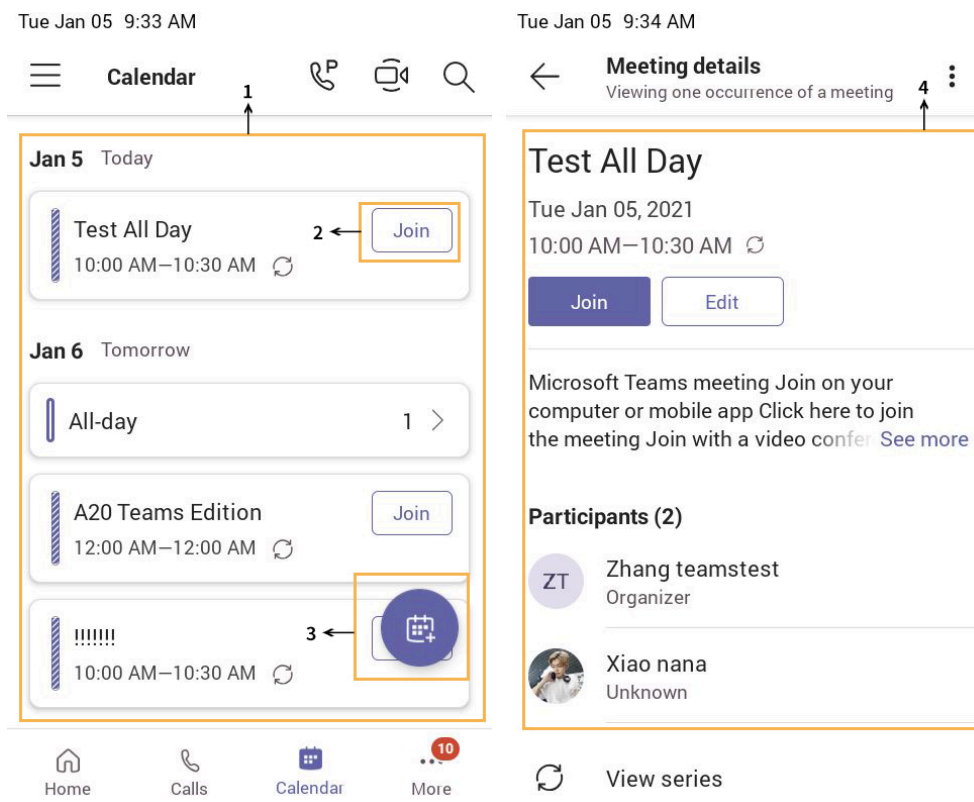 Tue Jan 05 9:33 AM
Calendar
P
1
Jan 5 Today
Test All Day
2
Join
10:00 AM—10:30 AM
Jan 6 Tomorrow
All-day
1
A20 Teams Edition
Join
12:00 AM—12:00 AM
!!!!!!!
3
10:00 AM—10:30 AM
10
Home
Calls
Calendar
More
Tue Jan 05 9:34 AM
Meeting details
Viewing one occurrence of a meeting
4
Test All Day
Tue Jan 05, 2021
10:00 AM—10:30 AM
Join
Edit
Microsoft Teams meeting Join on your
computer or mobile app Click here to join
the meeting Join with a video confer See more
Participants (2)
ZT
Zhang teamstest
Organizer
Xiao nana
Unknown
View series